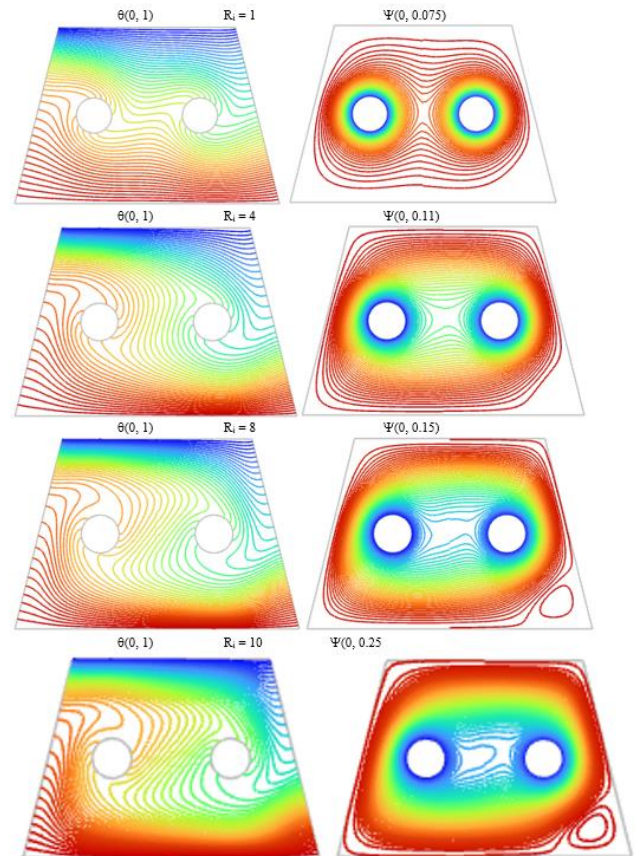 θ(0, 1) Rᵢ = 1 Ψ(0, 0.075)
θ(0, 1) Rᵢ = 4 Ψ(0, 0.11)
θ(0, 1) Rᵢ = 8 Ψ(0, 0.15)
θ(0, 1) Rᵢ = 10 Ψ(0, 0.25